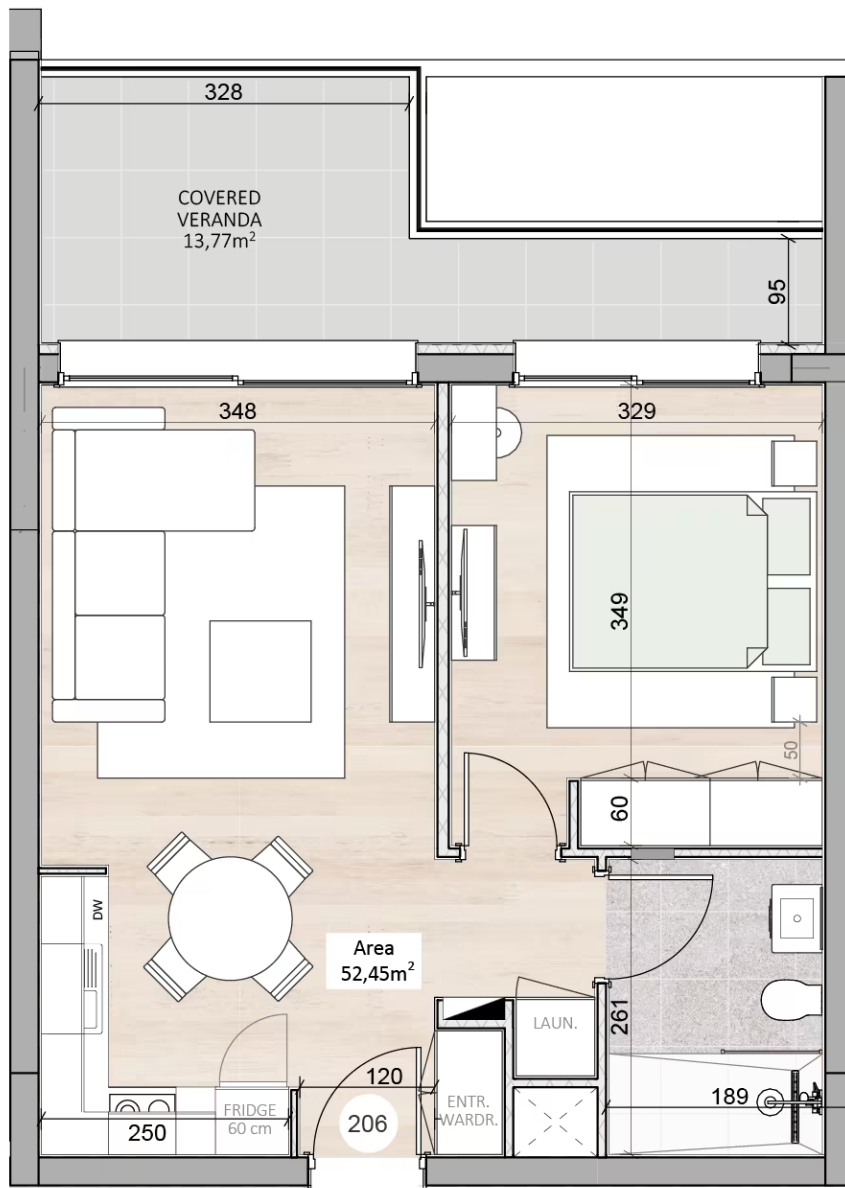 328
COVERED
VERANDA
13,77m²
95
348
329
349
50
60
DW
Area
52,45m²
LAUN.
261
120
189
FRIDGE
60 cm
ENTR.
WARDR.
206
250